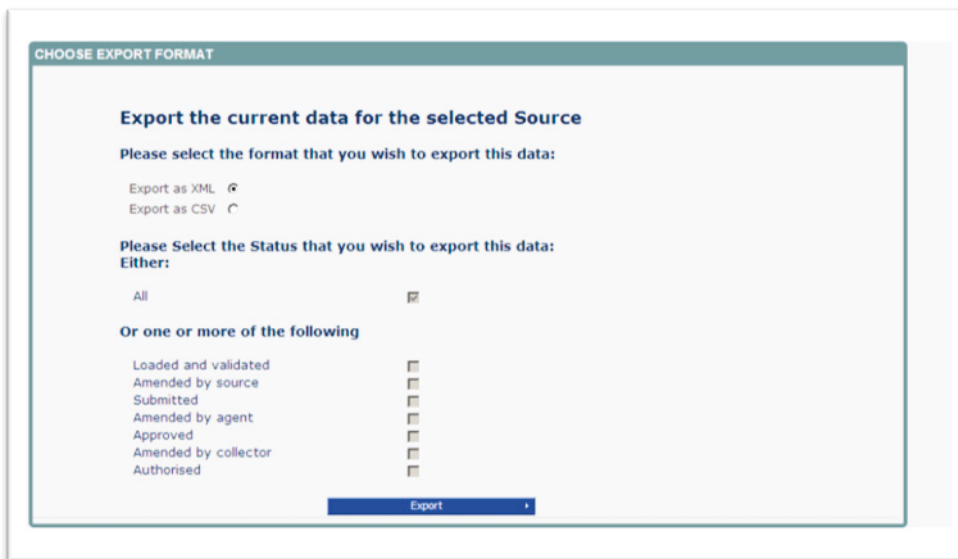 CHOOSE EXPORT FORMAT
Export the current data for the selected Source
Please select the format that you wish to export this data:
Export as XML
Export as CSV
Please Select the Status that you wish to export this data:
Either:
All
Or one or more of the following
Loaded and validated
Amended by source
Submitted
Amended by agent
Approved
Amended by collector
Authorised
Export